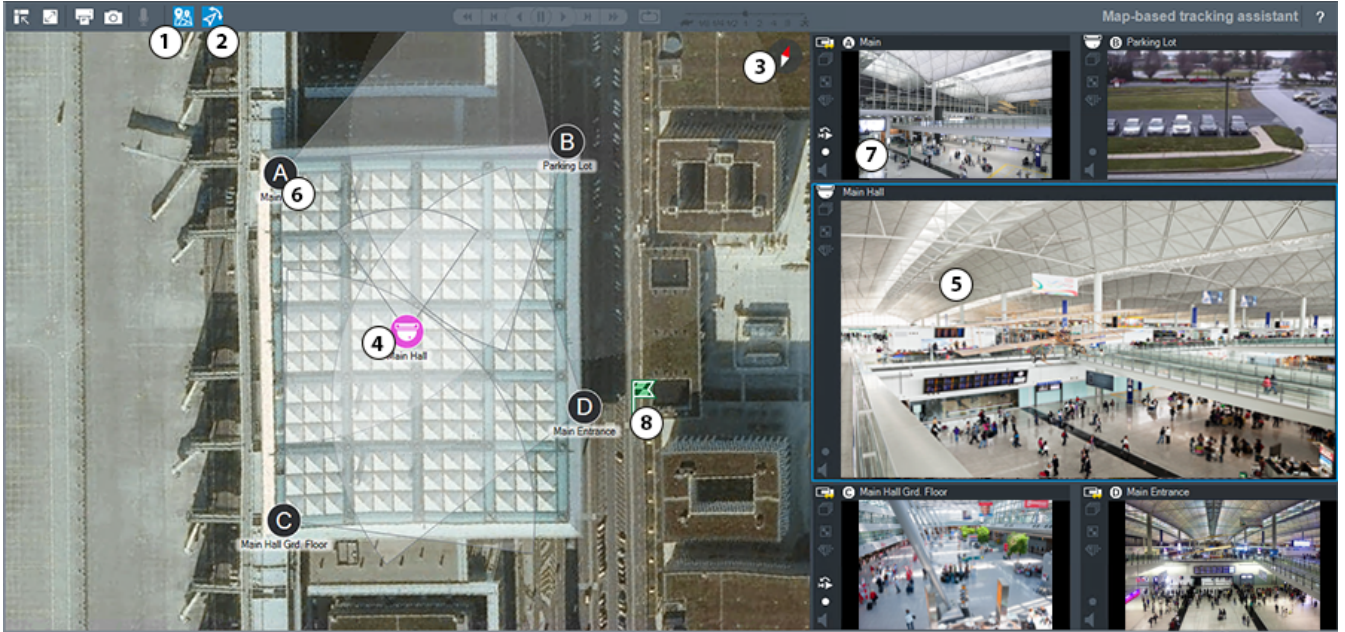 Map-based tracking assistant ?
1
2
3
A Main
B Parking Lot
7
B
Parking Lot
A
Main
6
Main Hall
5
4
Main Hall
D
Main Entrance
8
C
Main Hall Grd. Floor
C Main Hall Grd. Floor
D Main Entrance